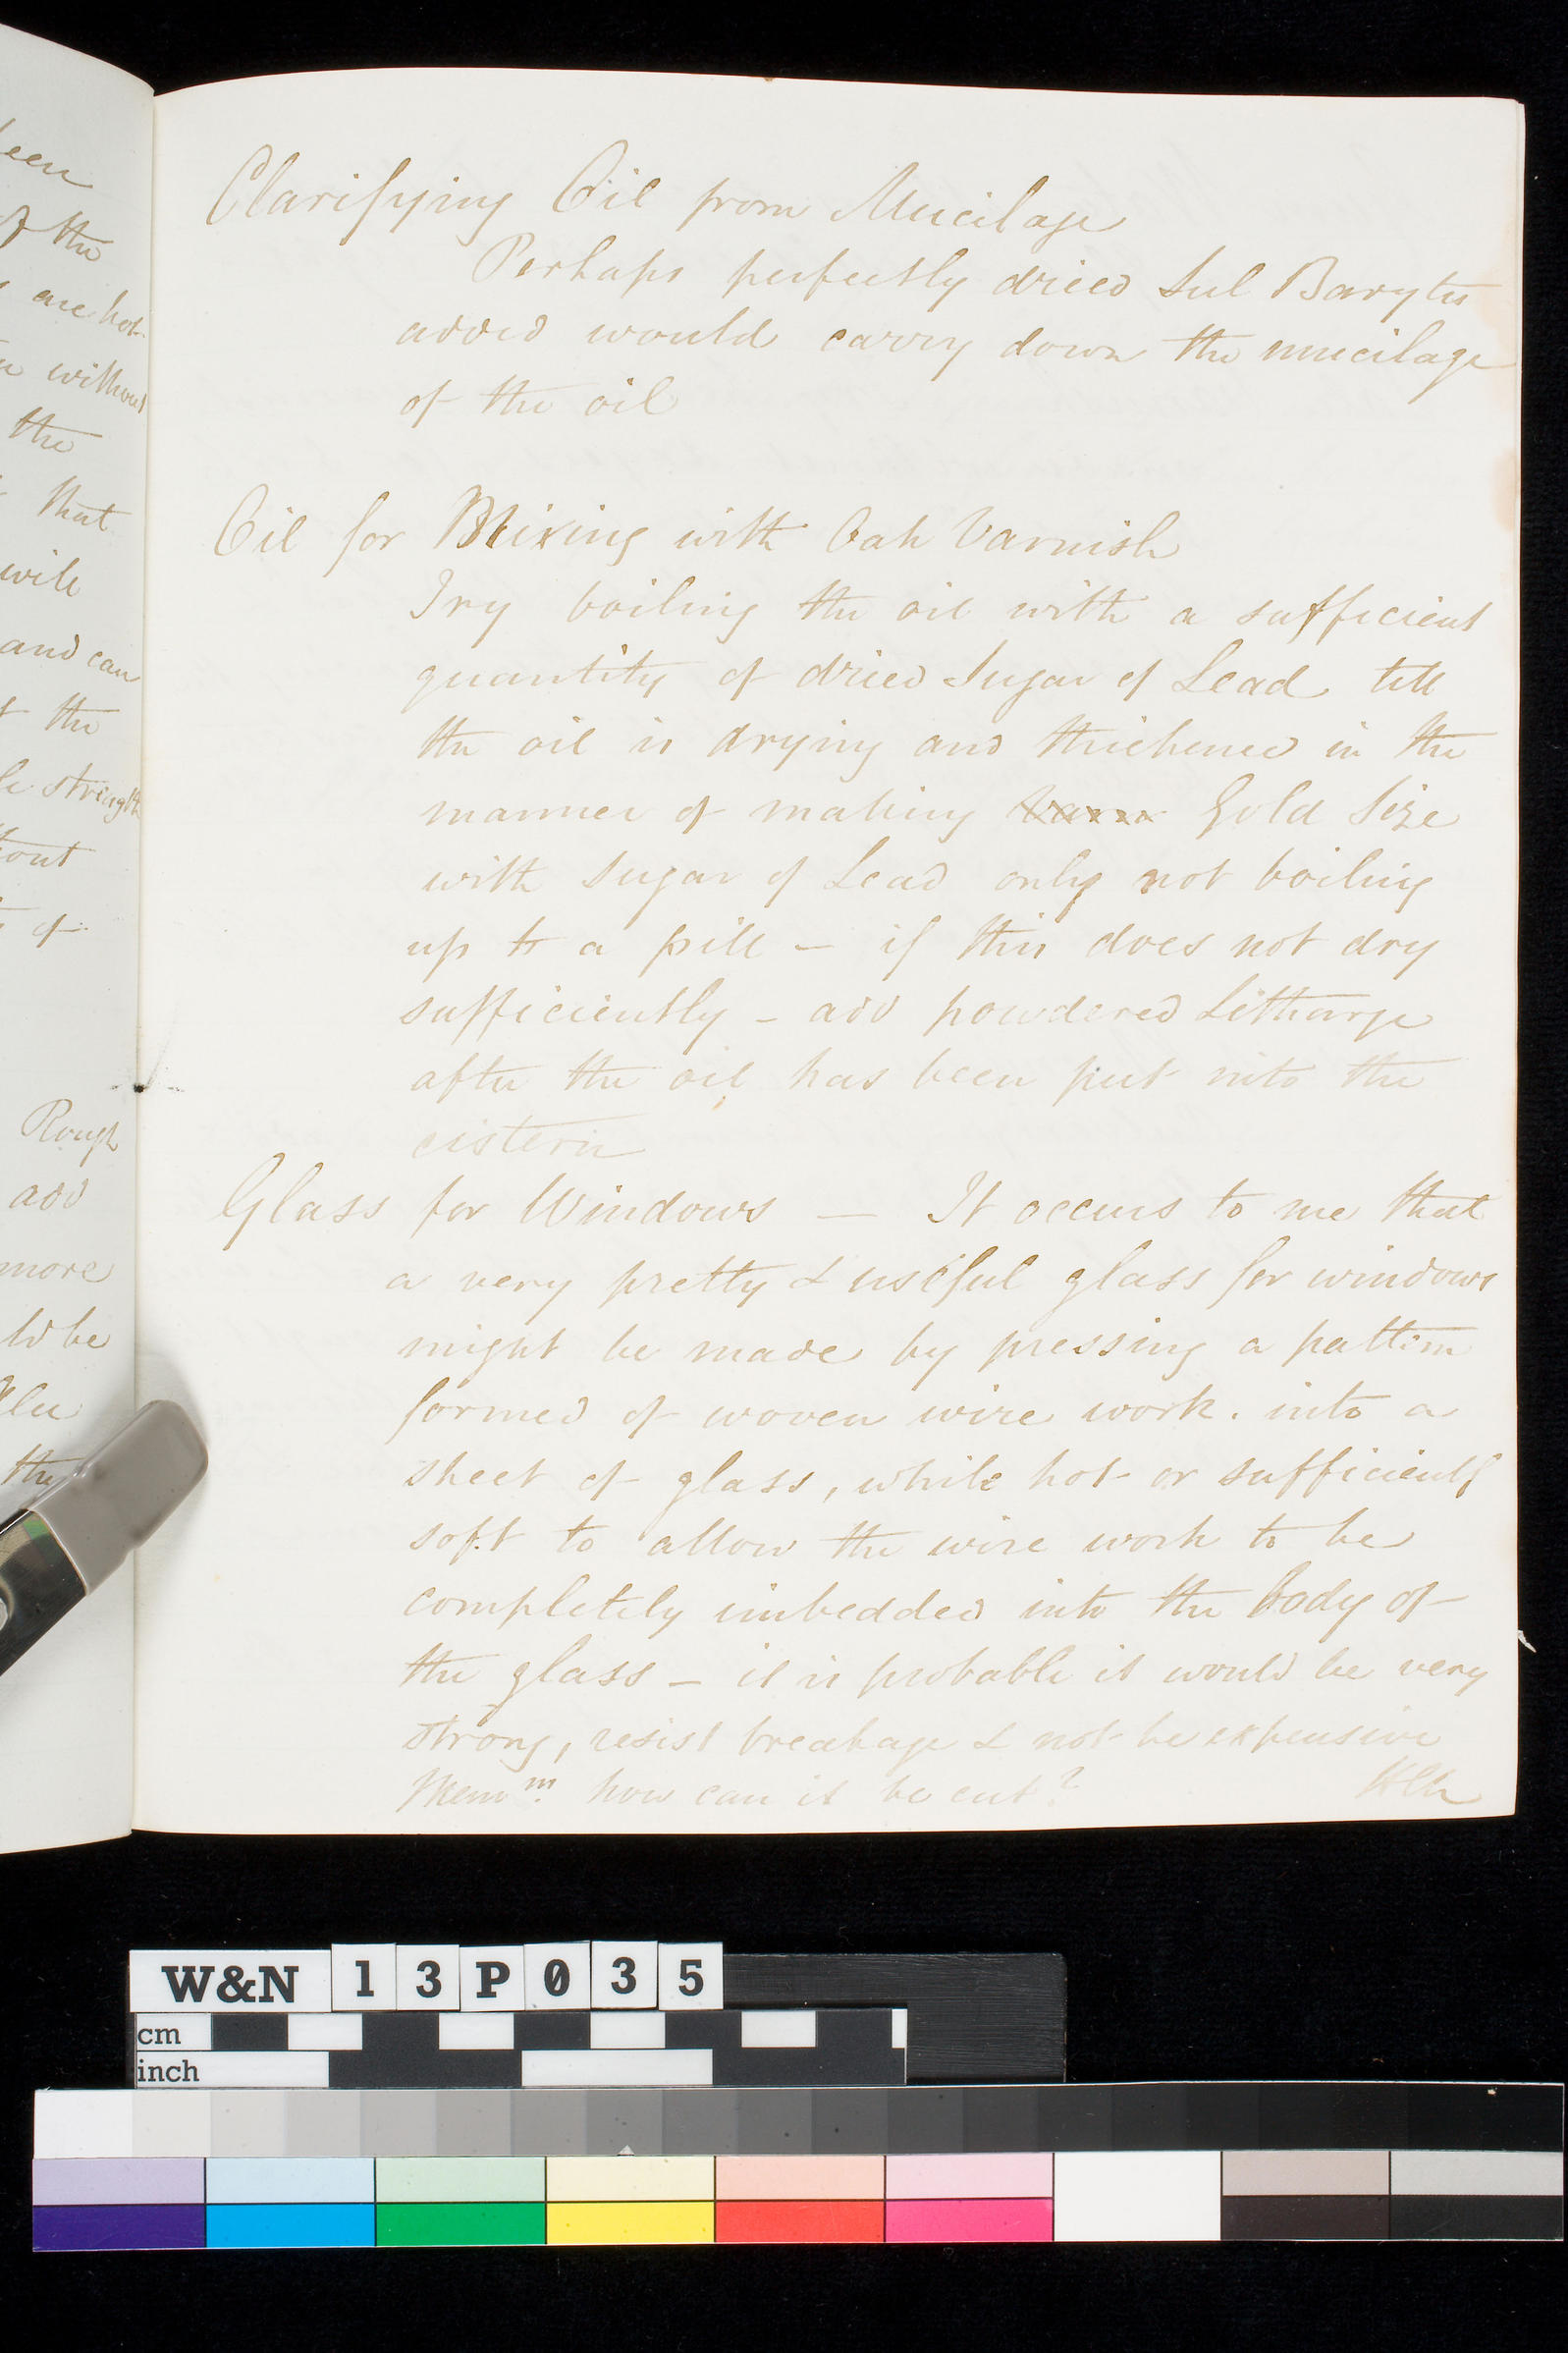 een
of the
are hot
without
the
that
will
and can
the
strength
out
of
Rough
add
more
ld be
the
Clarifying Oil from Mucilage
Perhaps perfectly dried Sul Barytes
added would carry down the mucilage
of the oil
Oil for Mixing with Oak Varnish
Try boiling the oil with a sufficient
quantity of dried Sugar of Lead till
the oil is drying and thickened in the
manner of making Varn Gold Size
with Sugar of Lead only not boiling
up to a pill – if this does not dry
sufficiently – add powdered Litharge
after the oil has been put into the
cistern
Glass for Windows — It occurs to me that
a very pretty & useful glass for windows
might be made by pressing a pattern
formed of woven wire work. into a
sheet of glass, while hot or sufficiently
soft to allow the wire work to be
completely imbedded into the body of
the glass – it is probable it would be very
strong, resist breakage & not be expensive
Mem.m how can it be cut?
W&N 13P035
cm
inch